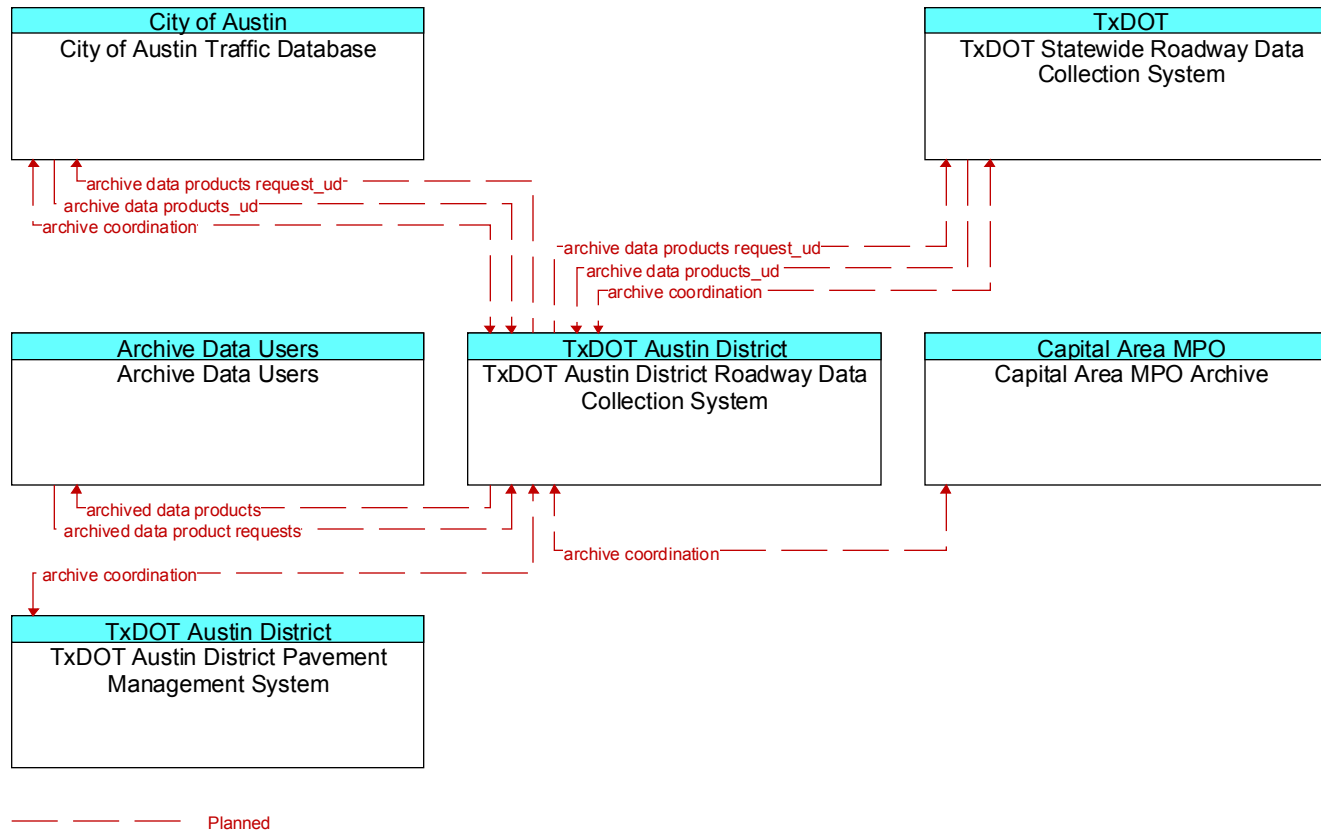 City of Austin
City of Austin Traffic Database
TxDOT
TxDOT Statewide Roadway Data
Collection System
archive data products request_ud
archive data products_ud
archive coordination
archive data products request_ud
archive data products_ud
archive coordination
Archive Data Users
Archive Data Users
TxDOT Austin District
TxDOT Austin District Roadway Data
Collection System
Capital Area MPO
Capital Area MPO Archive
archived data products
archived data product requests
archive coordination
archive coordination
TxDOT Austin District
TxDOT Austin District Pavement
Management System
Planned